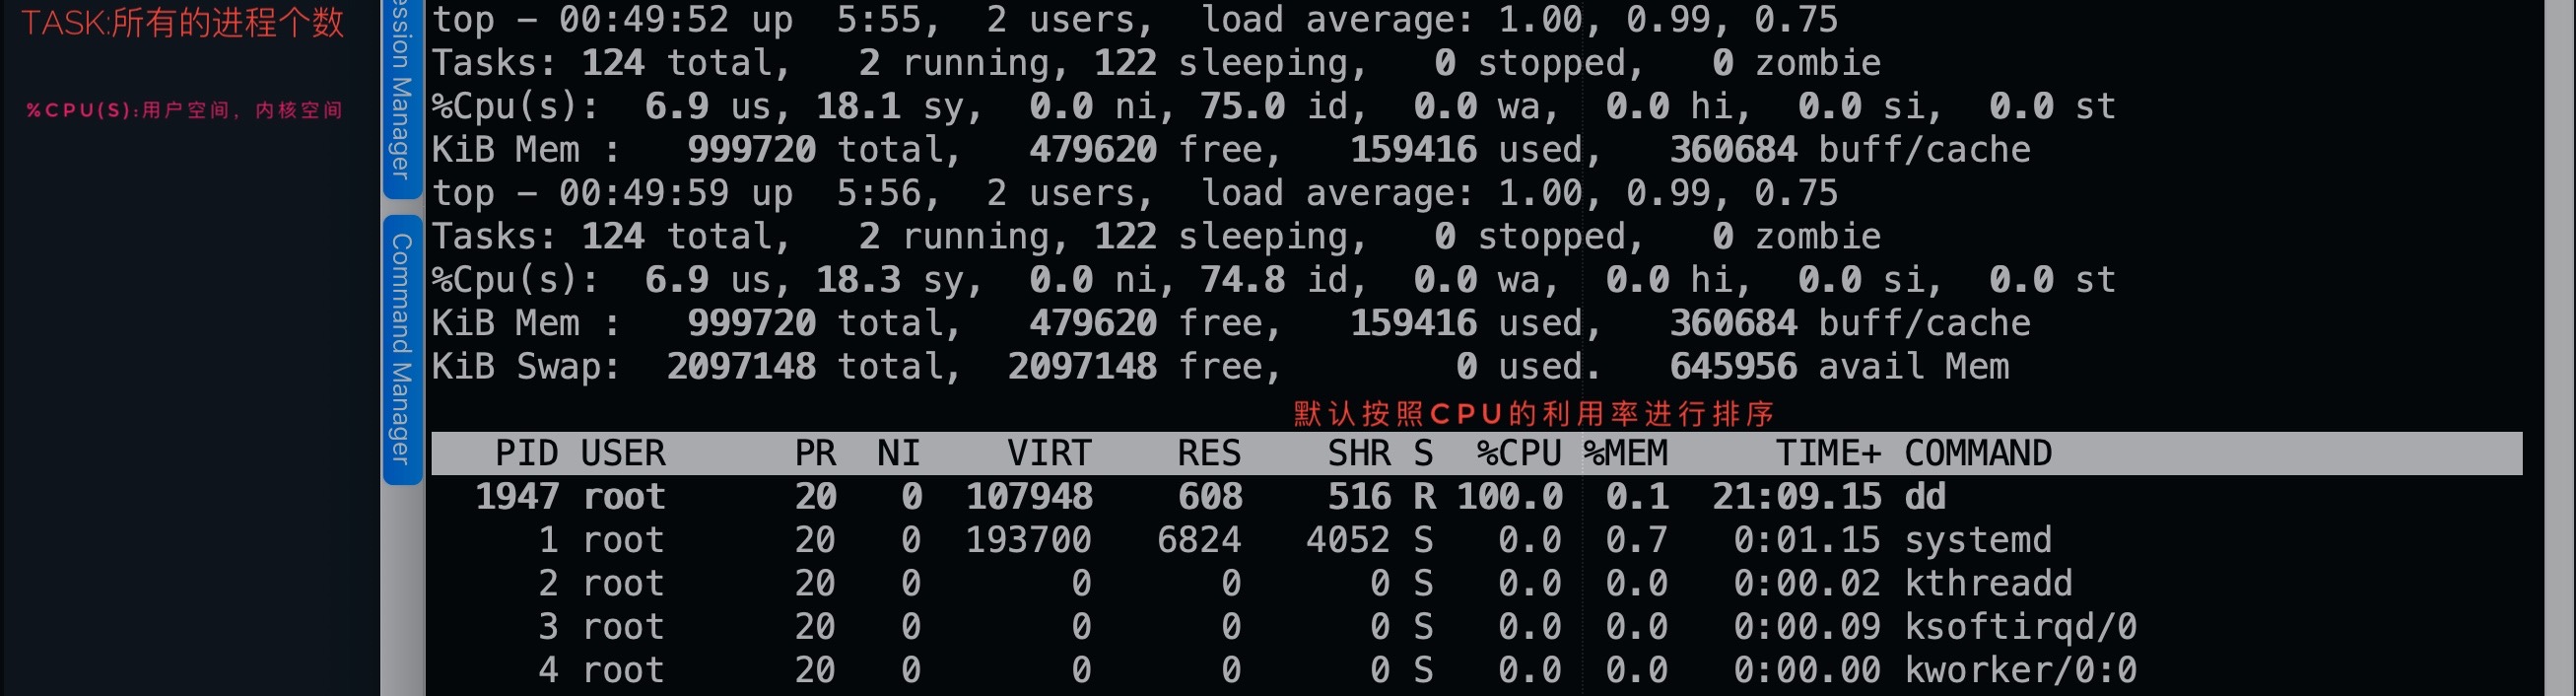 TASK:所有的进程个数
%CPU(S):用户空间，内核空间
ession Manager
Command Manager
top - 00:49:52 up  5:55,  2 users,  load average: 1.00, 0.99, 0.75
Tasks: 124 total,   2 running, 122 sleeping,   0 stopped,   0 zombie
%Cpu(s):  6.9 us, 18.1 sy,  0.0 ni, 75.0 id,  0.0 wa,  0.0 hi,  0.0 si,  0.0 st
KiB Mem :   999720 total,   479620 free,   159416 used,   360684 buff/cache
top - 00:49:59 up  5:56,  2 users,  load average: 1.00, 0.99, 0.75
Tasks: 124 total,   2 running, 122 sleeping,   0 stopped,   0 zombie
%Cpu(s):  6.9 us, 18.3 sy,  0.0 ni, 74.8 id,  0.0 wa,  0.0 hi,  0.0 si,  0.0 st
KiB Mem :   999720 total,   479620 free,   159416 used,   360684 buff/cache
KiB Swap:  2097148 total,  2097148 free,        0 used.   645956 avail Mem
默认按照CPU的利用率进行排序
PID USER      PR  NI    VIRT    RES    SHR S  %CPU %MEM     TIME+ COMMAND
1947 root      20   0  107948    608    516 R 100.0  0.1  21:09.15 dd
1 root      20   0  193700   6824   4052 S   0.0  0.7   0:01.15 systemd
2 root      20   0       0      0      0 S   0.0  0.0   0:00.02 kthreadd
3 root      20   0       0      0      0 S   0.0  0.0   0:00.09 ksoftirqd/0
4 root      20   0       0      0      0 S   0.0  0.0   0:00.00 kworker/0:0